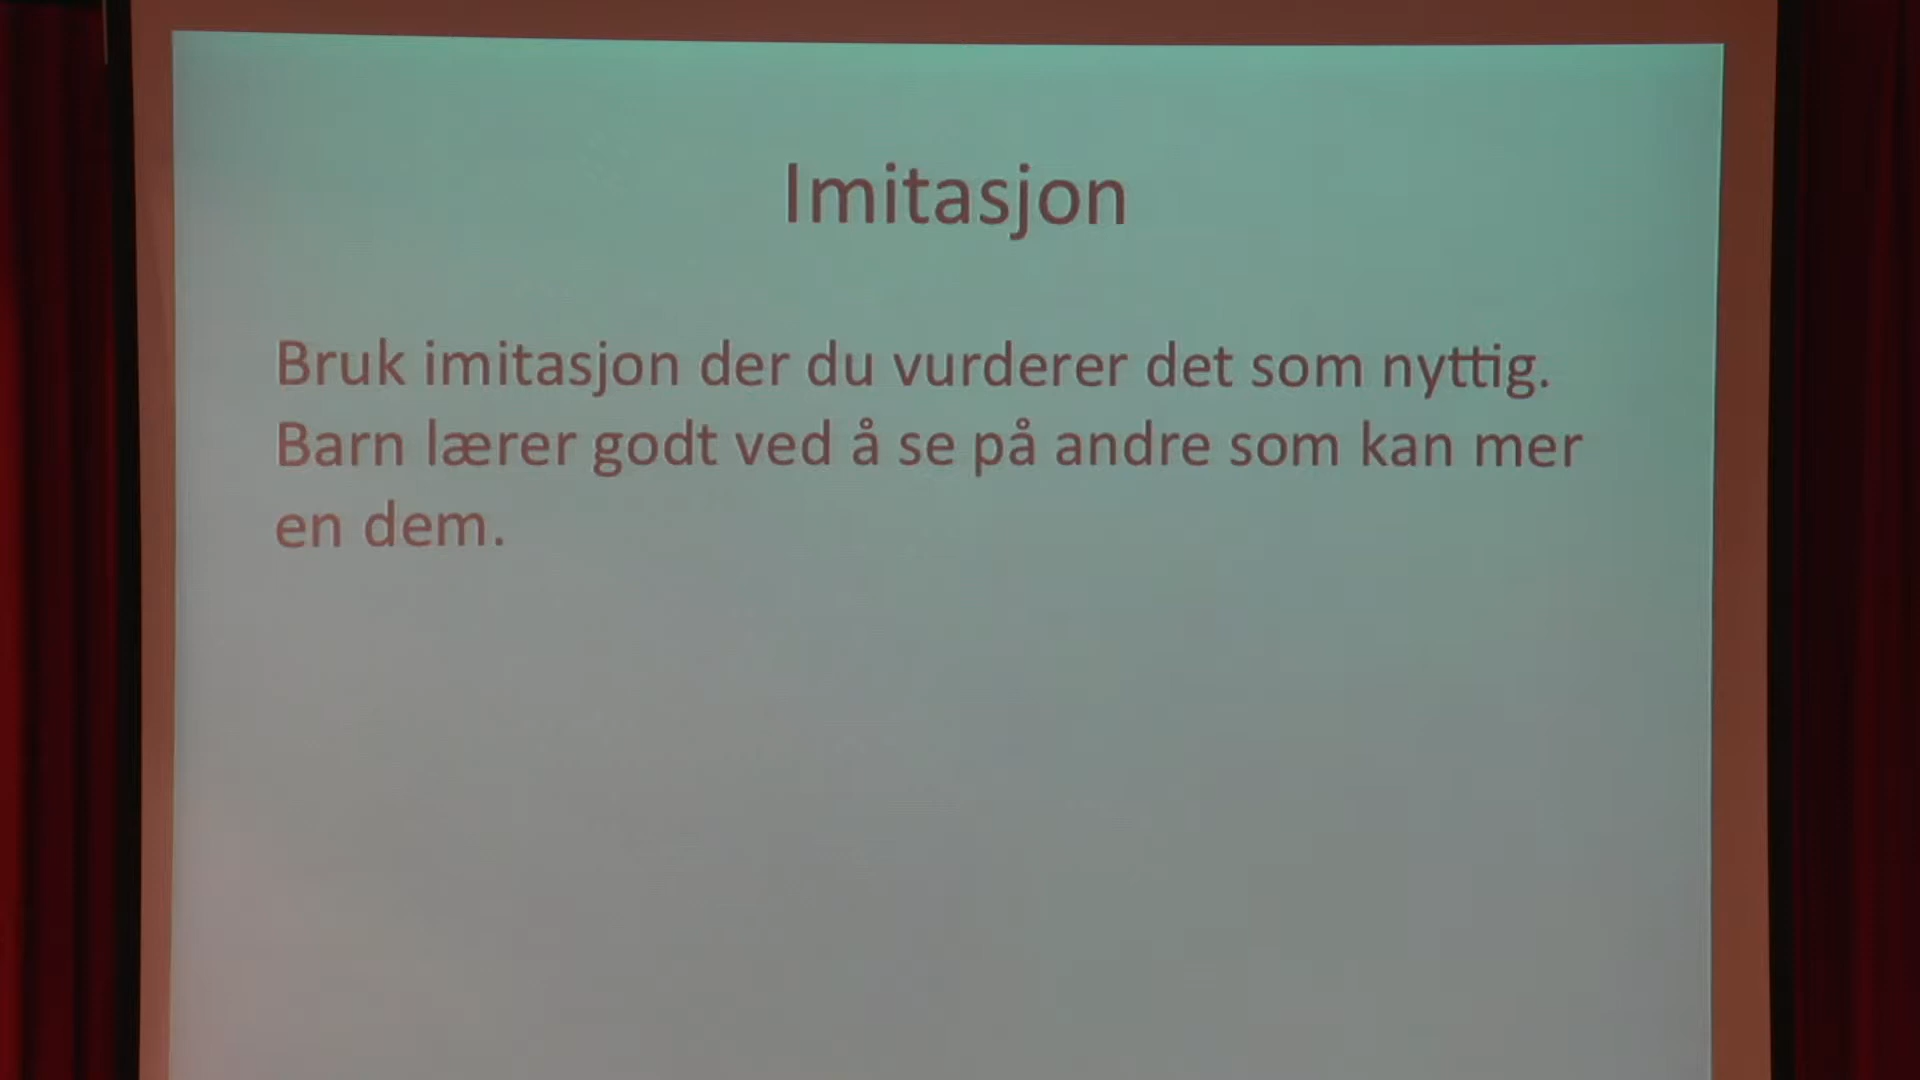 Imitasjon
Bruk imitasjon der du vurderer det som nyttig.
Barn lærer godt ved å se på andre som kan mer
en dem.